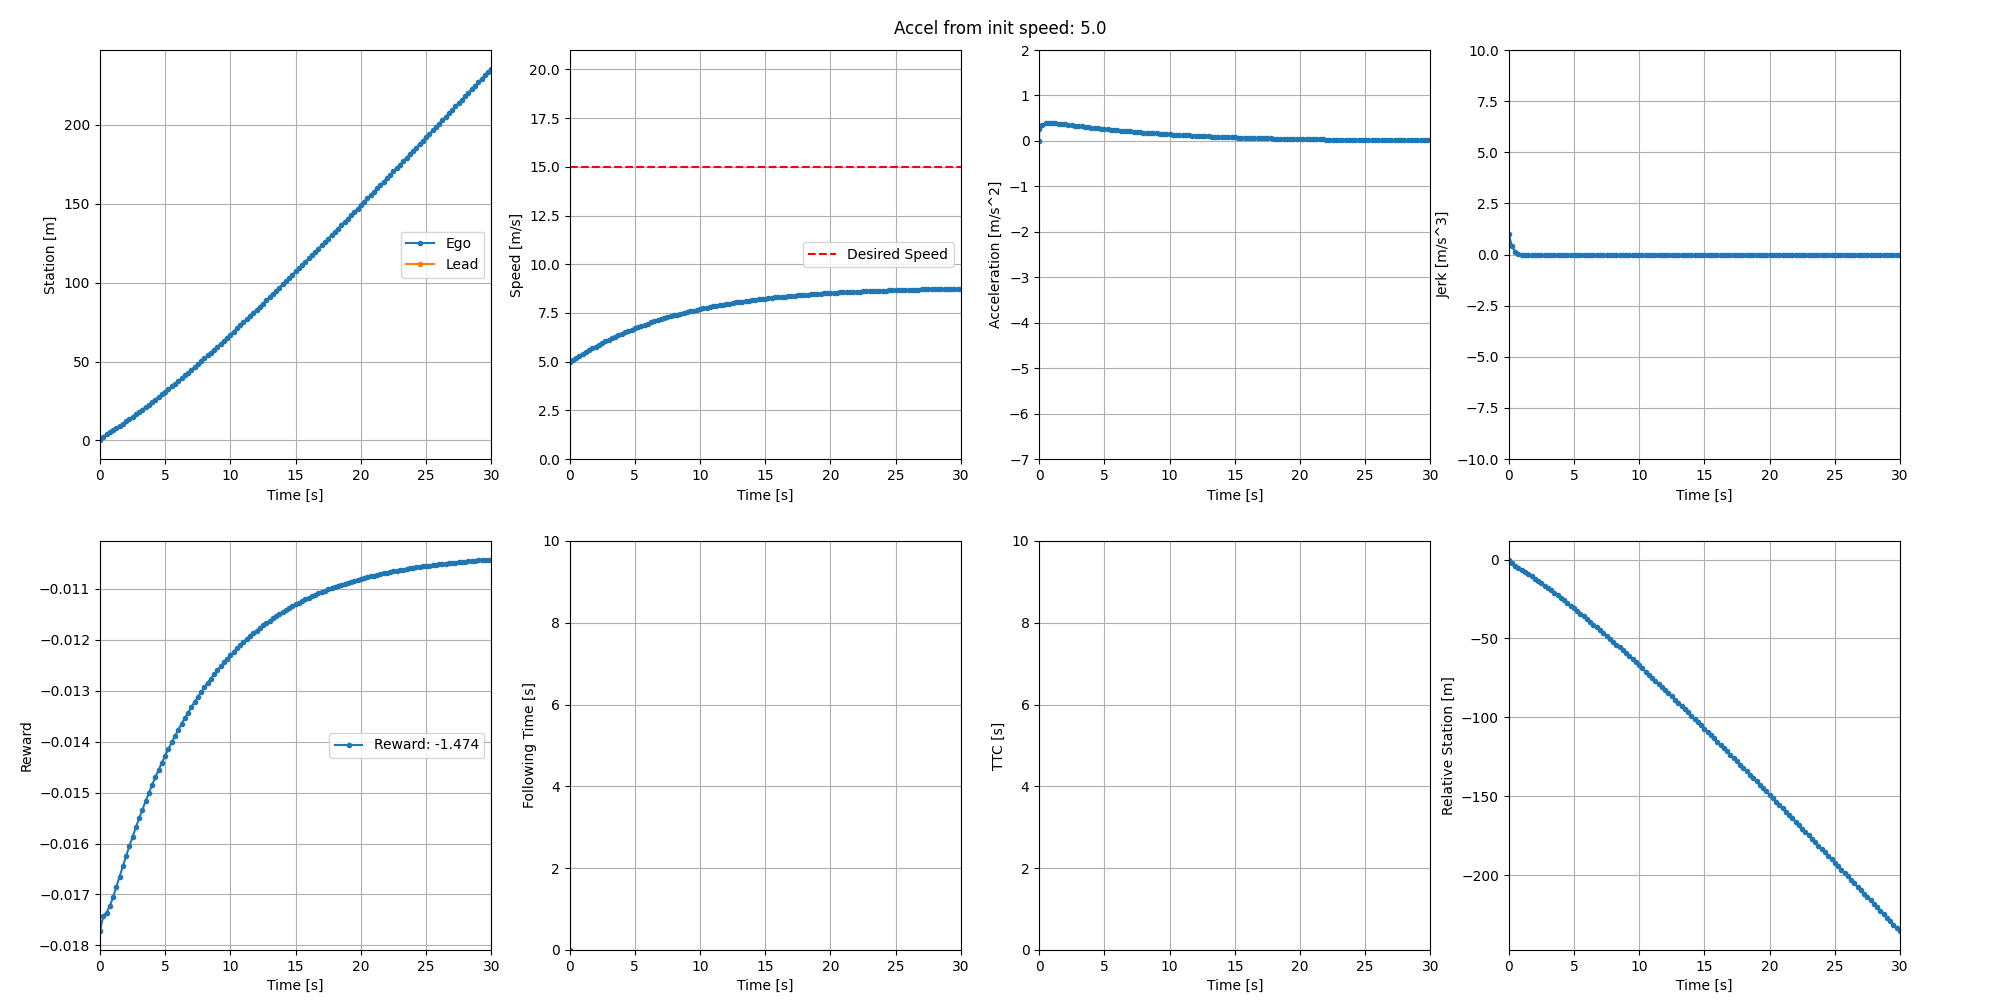 Accel from init speed: 5.0
Station [m]
200
150
100
50
0
Ego
Lead
0 5 10 15 20 25 30
Time [s]
Speed [m/s]
20.0
17.5
15.0
12.5
10.0
7.5
5.0
2.5
0.0
Desired Speed
0 5 10 15 20 25 30
Time [s]
Acceleration [m/s^2]
2
1
0
−1
−2
−3
−4
−5
−6
−7
0 5 10 15 20 25 30
Time [s]
Jerk [m/s^3]
10.0
7.5
5.0
2.5
0.0
−2.5
−5.0
−7.5
−10.0
0 5 10 15 20 25 30
Time [s]
Reward
−0.011
−0.012
−0.013
−0.014
−0.015
−0.016
−0.017
−0.018
Reward: -1.474
0 5 10 15 20 25 30
Time [s]
Following Time [s]
10
8
6
4
2
0
0 5 10 15 20 25 30
Time [s]
TTC [s]
10
8
6
4
2
0
0 5 10 15 20 25 30
Time [s]
Relative Station [m]
0
−50
−100
−150
−200
0 5 10 15 20 25 30
Time [s]